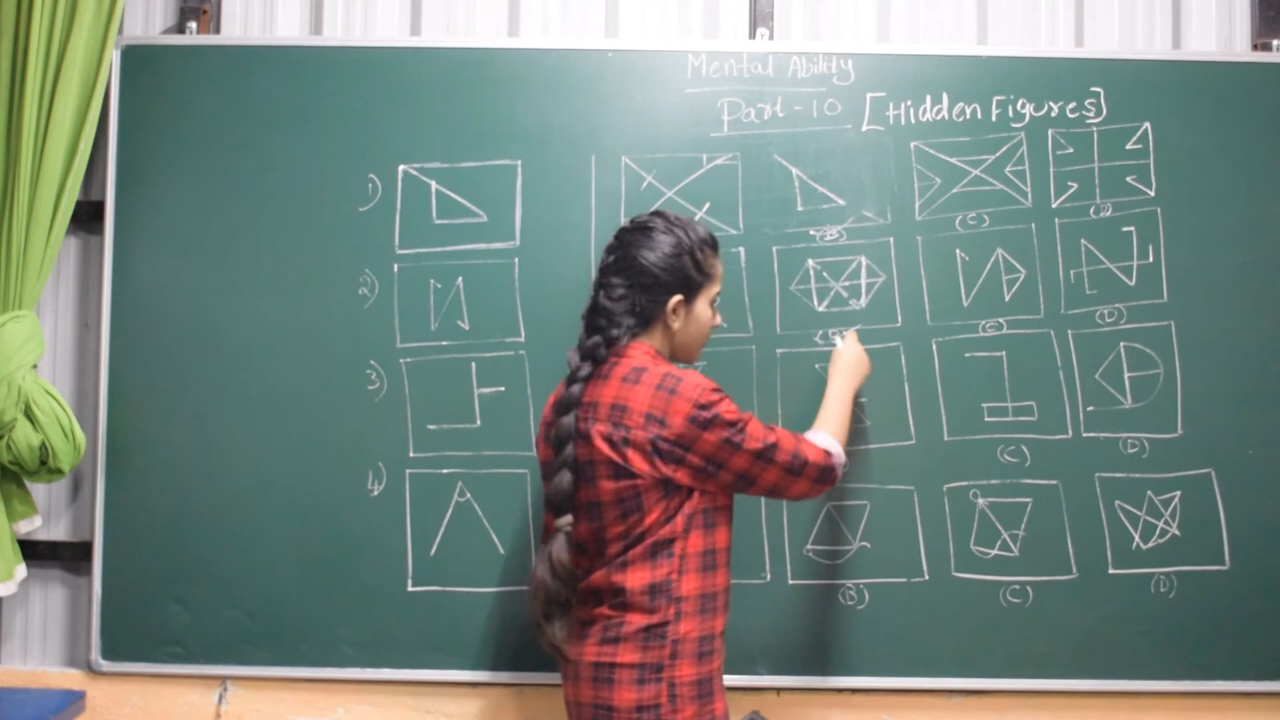 Mental Ability
Part-10 [Hidden Figures]
1)
(B) (C) (D)
2)
(B) (C) (D)
3)
(C) (D)
4)
(B) (C) (D)